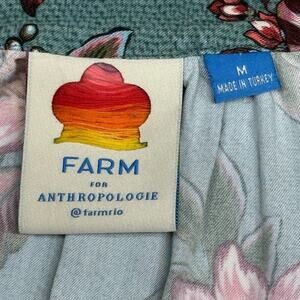 FARM
FOR
ANTHROPOLOGIE
@farmrio
M
MADE IN TURKEY